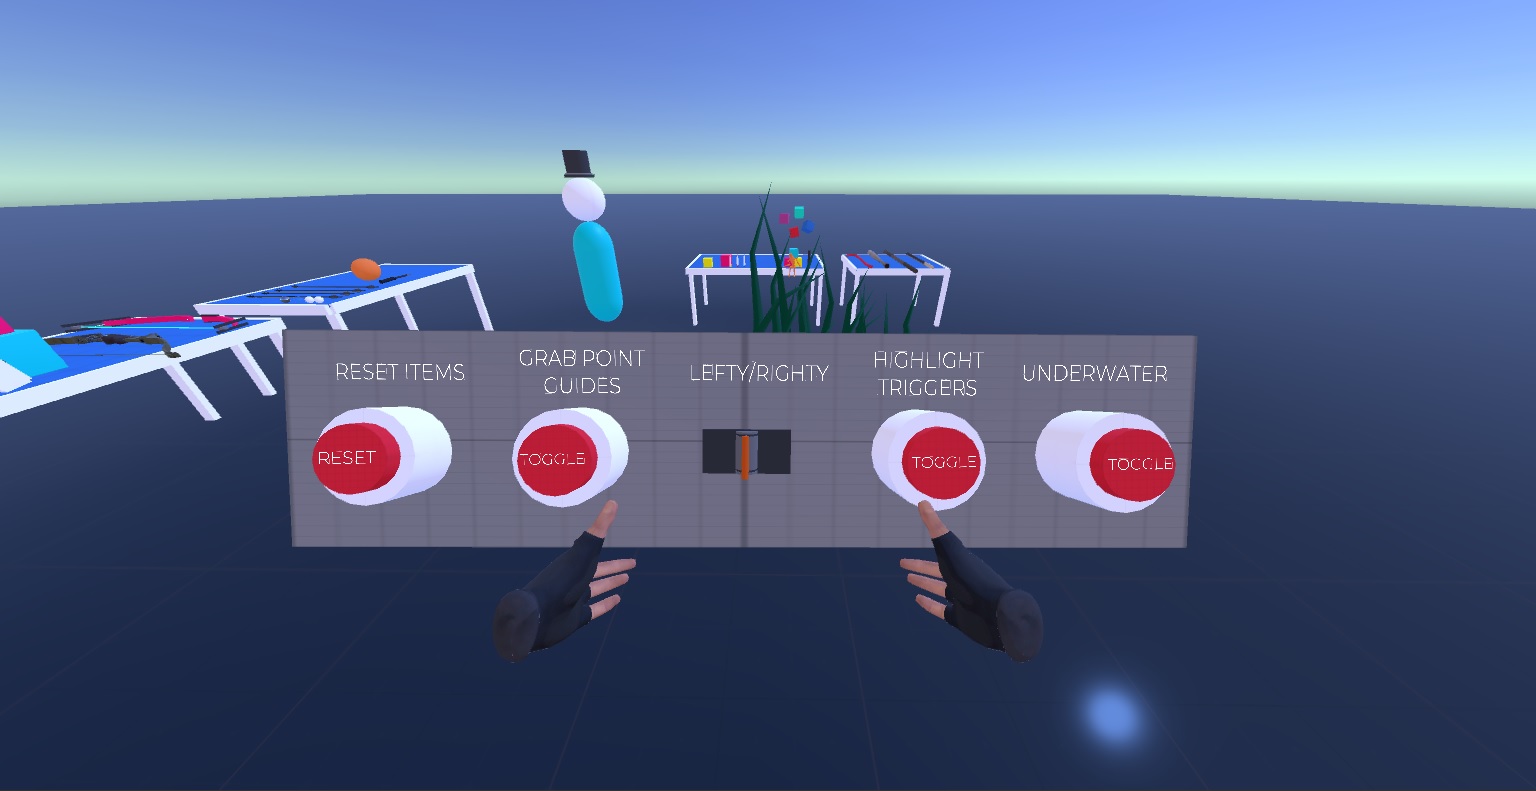 RESET ITEMS
GRAB POINT
GUIDES
LEFTY/RIGHTY
HIGHLIGHT
TRIGGERS
UNDERWATER
RESET
TOGGLE
TOGGLE
TOGGLE